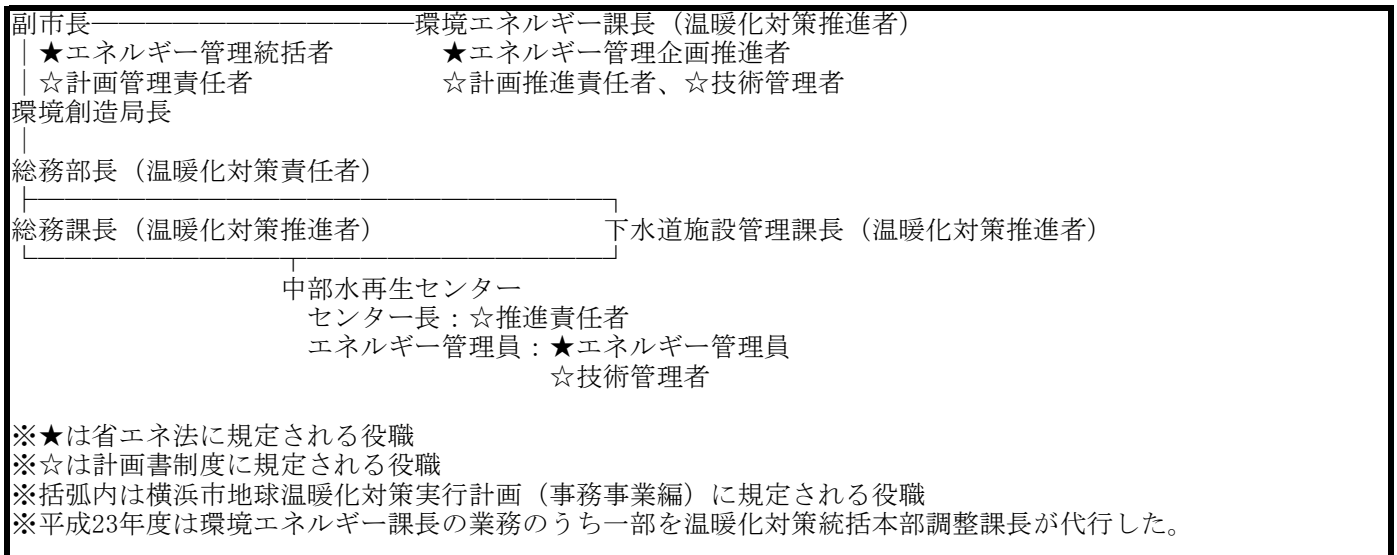 副市長――――――――――――環境エネルギー課長（温暖化対策推進者）
｜★エネルギー管理統括者　　　　★エネルギー管理企画推進者
｜☆計画管理責任者　　　　　　　☆計画推進責任者、☆技術管理者
環境創造局長
｜
総務部長（温暖化対策責任者）
├―――――――――――――――――――――┐
総務課長（温暖化対策推進者）　　　　　　　　　下水道施設管理課長（温暖化対策推進者）
└――――――――――┬―――――――――――┘
中部水再生センター
センター長：☆推進責任者
エネルギー管理員：★エネルギー管理員
☆技術管理者
※★は省エネ法に規定される役職
※☆は計画書制度に規定される役職
※括弧内は横浜市地球温暖化対策実行計画（事務事業編）に規定される役職
※平成23年度は環境エネルギー課長の業務のうち一部を温暖化対策統括本部調整課長が代行した。